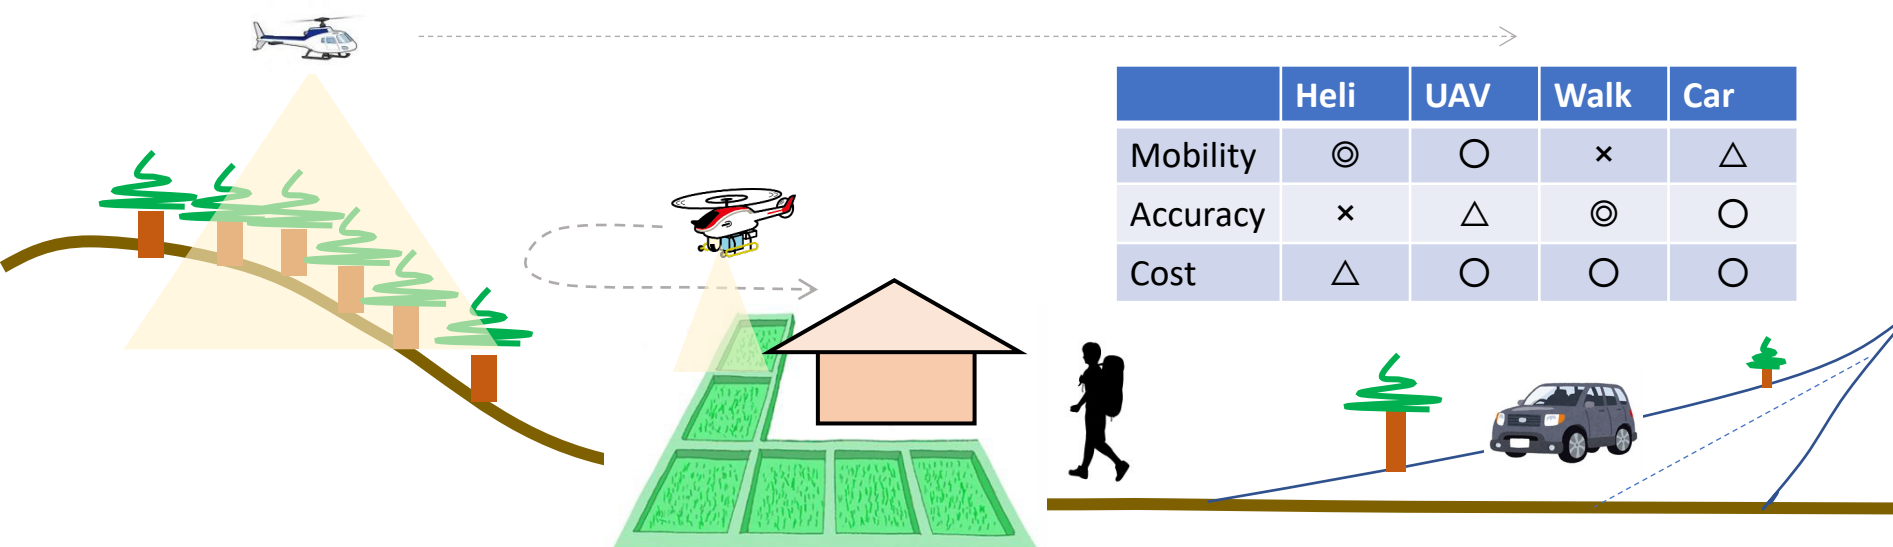 Heli UAV Walk Car
Mobility ◎ ○ × △
Accuracy × △ ◎ ○
Cost △ ○ ○ ○